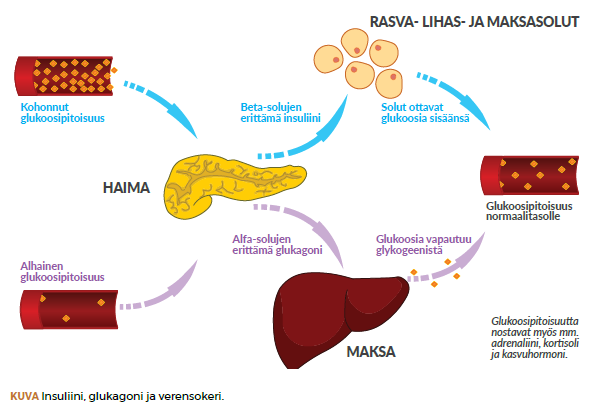 RASVA- LIHAS- JA MAKSASOLUT
Kohonnut
glukoosipitoisuus
Beta-solujen
erittämä insuliini
Solut ottavat
glukoosia sisäänsä
HAIMA
Glukoosipitoisuus
normaalitasolle
Alfa-solujen
erittämä glukagoni
Glukoosia vapautuu
glykogeenistä
Alhainen
glukoosipitoisuus
MAKSA
Glukoosipitoisuutta
nostavat myös mm.
adrenaliini, kortisoli
ja kasvuhormoni.
KUVA Insuliini, glukagoni ja verensokeri.